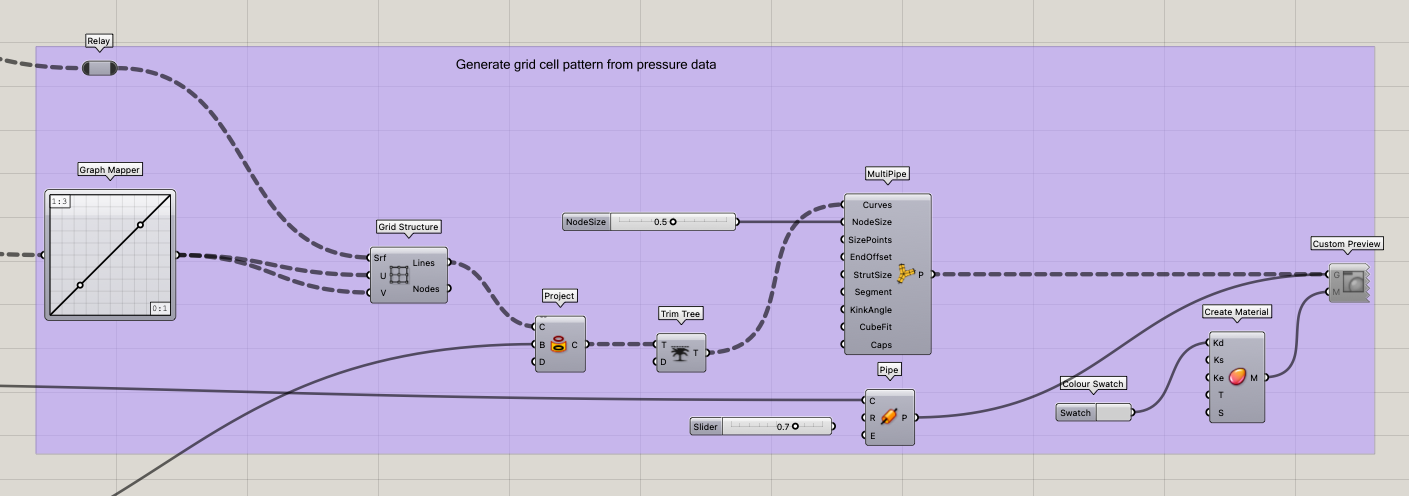 Relay
Generate grid cell pattern from pressure data
Graph Mapper
1:3
0:1
Grid Structure
Srf
U
V
Lines
Nodes
Project
C
B
D
C
Trim Tree
T
D
T
NodeSize
0.5
MultiPipe
Curves
NodeSize
SizePoints
EndOffset
StrutSize
Segment
KinkAngle
CubeFit
Caps
P
Pipe
C
R
E
P
Slider
0.7
Colour Swatch
Swatch
Create Material
Kd
Ks
Ke
T
S
M
Custom Preview
G
M